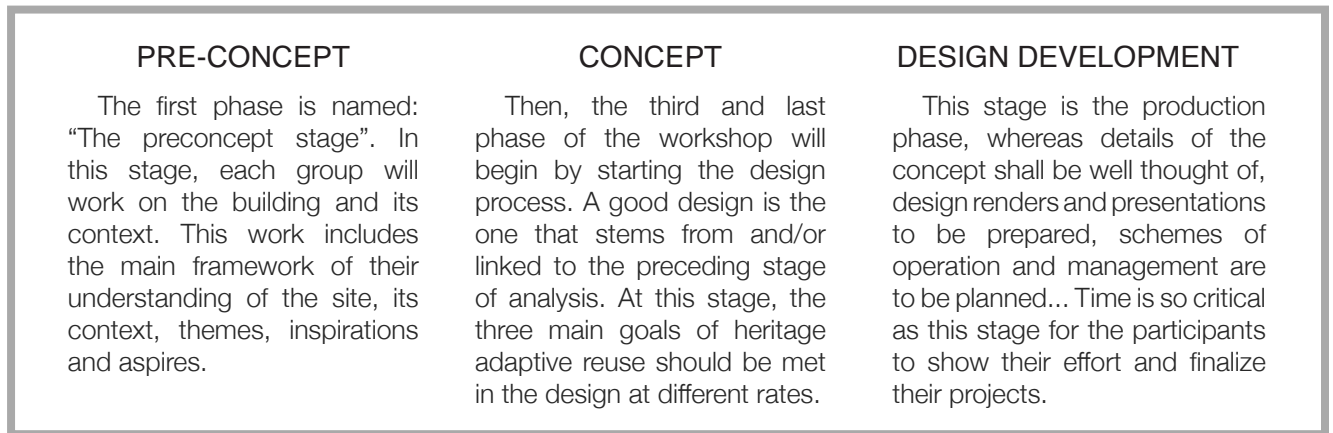 PRE-CONCEPT
The first phase is named:
“The preconcept stage”. In
this stage, each group will
work on the building and its
context. This work includes
the main framework of their
understanding of the site, its
context, themes, inspirations
and aspires.
CONCEPT
Then, the third and last
phase of the workshop will
begin by starting the design
process. A good design is the
one that stems from and/or
linked to the preceding stage
of analysis. At this stage, the
three main goals of heritage
adaptive reuse should be met
in the design at different rates.
DESIGN DEVELOPMENT
This stage is the production
phase, whereas details of the
concept shall be well thought of,
design renders and presentations
to be prepared, schemes of
operation and management are
to be planned... Time is so critical
as this stage for the participants
to show their effort and finalize
their projects.